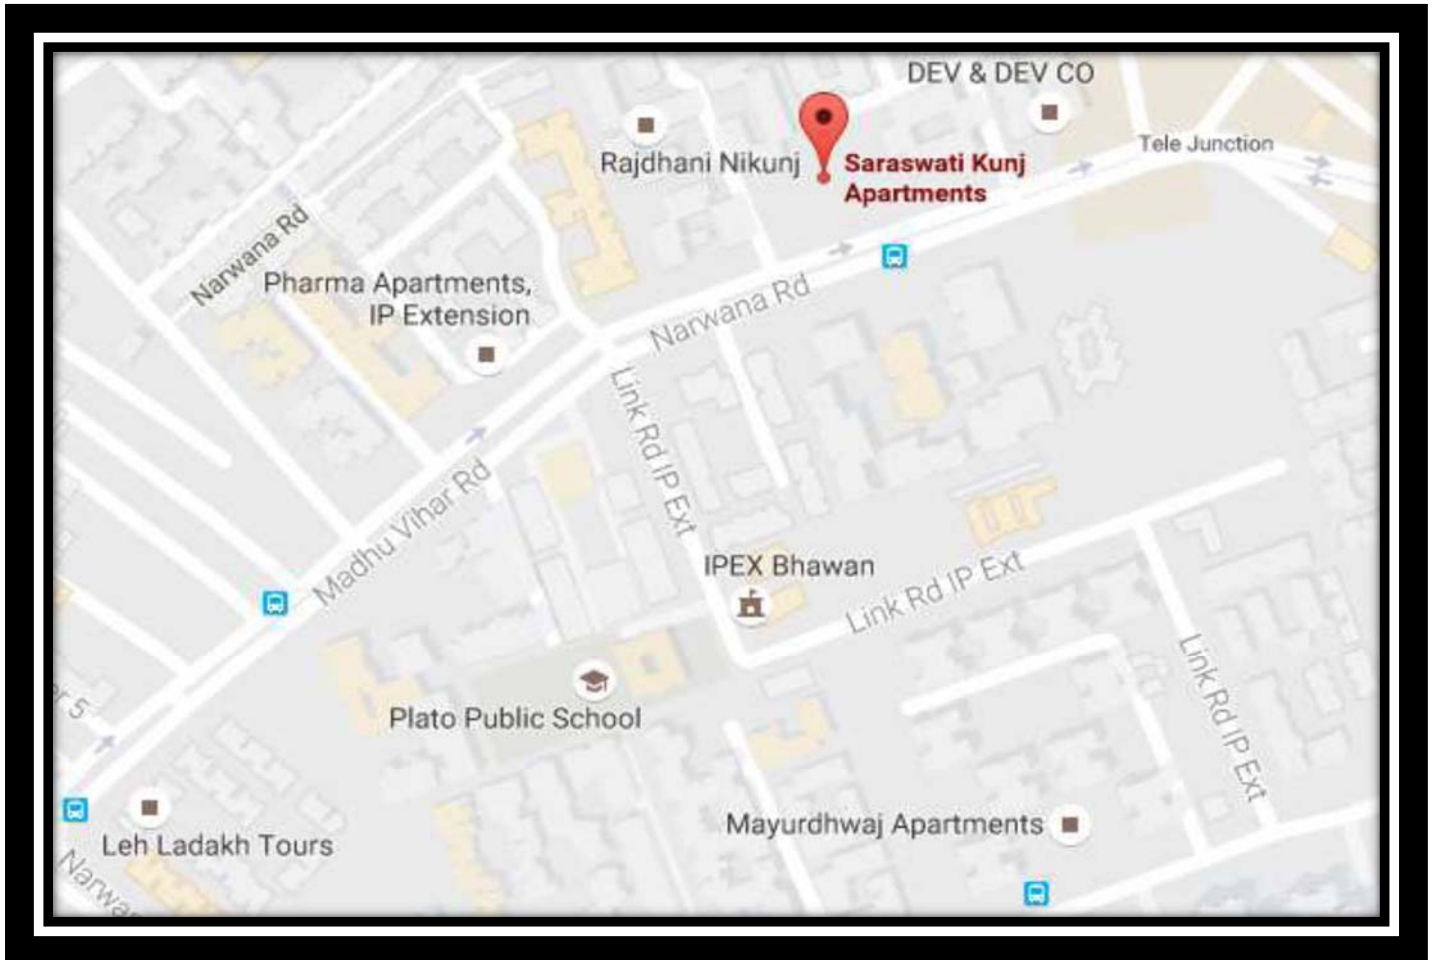 DEV & DEV CO
Tele Junction
Rajdhani Nikunj
Saraswati Kunj
Apartments
Narwana Rd
Pharma Apartments,
IP Extension
Narwana Rd
Link Rd IP Ext
Madhu Vihar Rd
IPEX Bhawan
Link Rd IP Ext
Link Rd IP Ext
Plato Public School
Mayurdhwaj Apartments
Leh Ladakh Tours